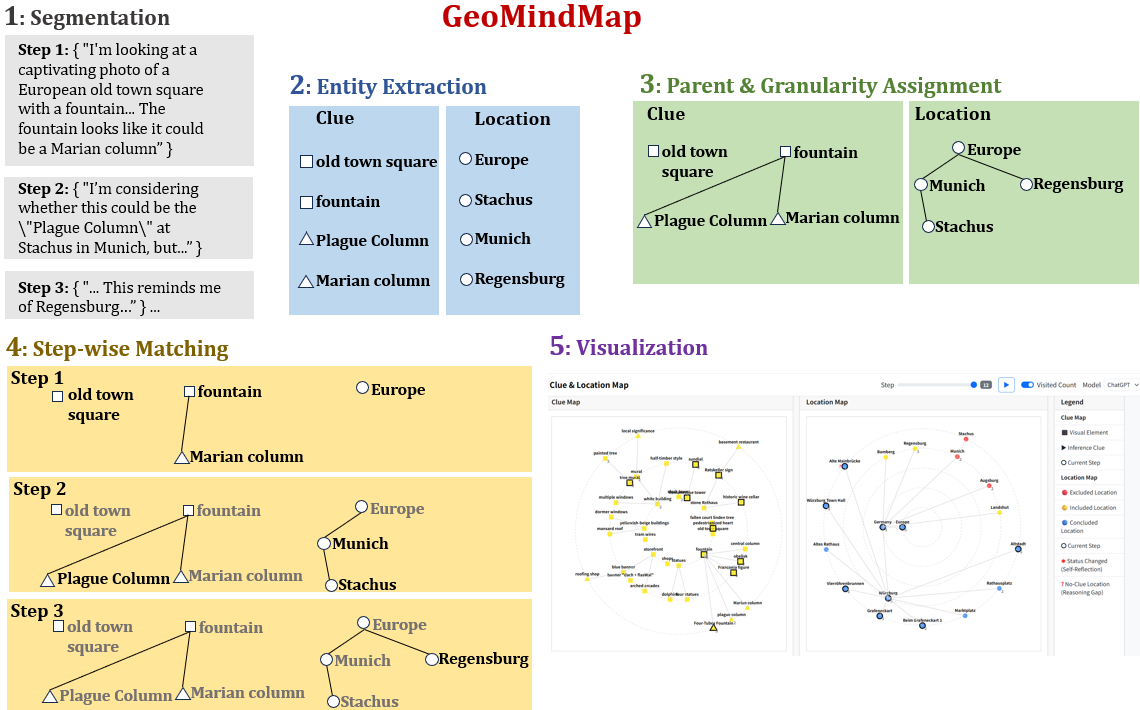 GeoMindMap
1: Segmentation
Step 1: { "I'm looking at a
captivating photo of a
European old town square
with a fountain... The
fountain looks like it could
be a Marian column" }
Step 2: { "I'm considering
whether this could be the
\"Plague Column\" at
Stachus in Munich, but..." }
Step 3: { "... This reminds me
of Regensburg..." } ...
2: Entity Extraction
Clue
old town square
fountain
Plague Column
Marian column
Location
Europe
Stachus
Munich
Regensburg
3: Parent & Granularity Assignment
Clue
old town
square
fountain
Plague Column
Marian column
Location
Europe
Munich
Regensburg
Stachus
4: Step-wise Matching
Step 1
old town
square
fountain
Europe
Marian column
Step 2
old town
square
fountain
Europe
Munich
Plague Column
Marian column
Stachus
Step 3
old town
square
fountain
Europe
Munich
Regensburg
Plague Column
Marian column
Stachus
5: Visualization
Clue & Location Map
Step
12
Visited Count
Model
ChatGPT
Clue Map
local significance
basement restaurant
painted tree
half-timber style
sundial
mural
Ratskeller sign
multiple windows
white building
stone Rothaus
historic wine cellar
dormer windows
fallen court linden tree
mansard roof
yellowish-beige buildings
pedestrianized heart
old town square
tram wires
central column
storefront
fountain
shops
statues
obelisk
blue banner
Franconia figure
roofing shop
arched arcades
dolphin
four statues
Marian column
plague column
Four-Tubes Fountain
Location Map
Stachus
Regensburg
Munich
Bamberg
Alte Mainbrücke
Augsburg
Würzburg Town Hall
Landshut
Germany
Europe
Altes Rathaus
Altstadt
Vierröhrenbrunnen
Rathausplatz
Würzburg
Grafeneckart
Marktplatz
Beim Grafeneckart 1
Legend
Clue Map
Visual Element
Inference Clue
Current Step
Location Map
Excluded Location
Included Location
Concluded
Location
Current Step
Status Changed
(Self-Reflection)
? No-Clue Location
(Reasoning Gap)